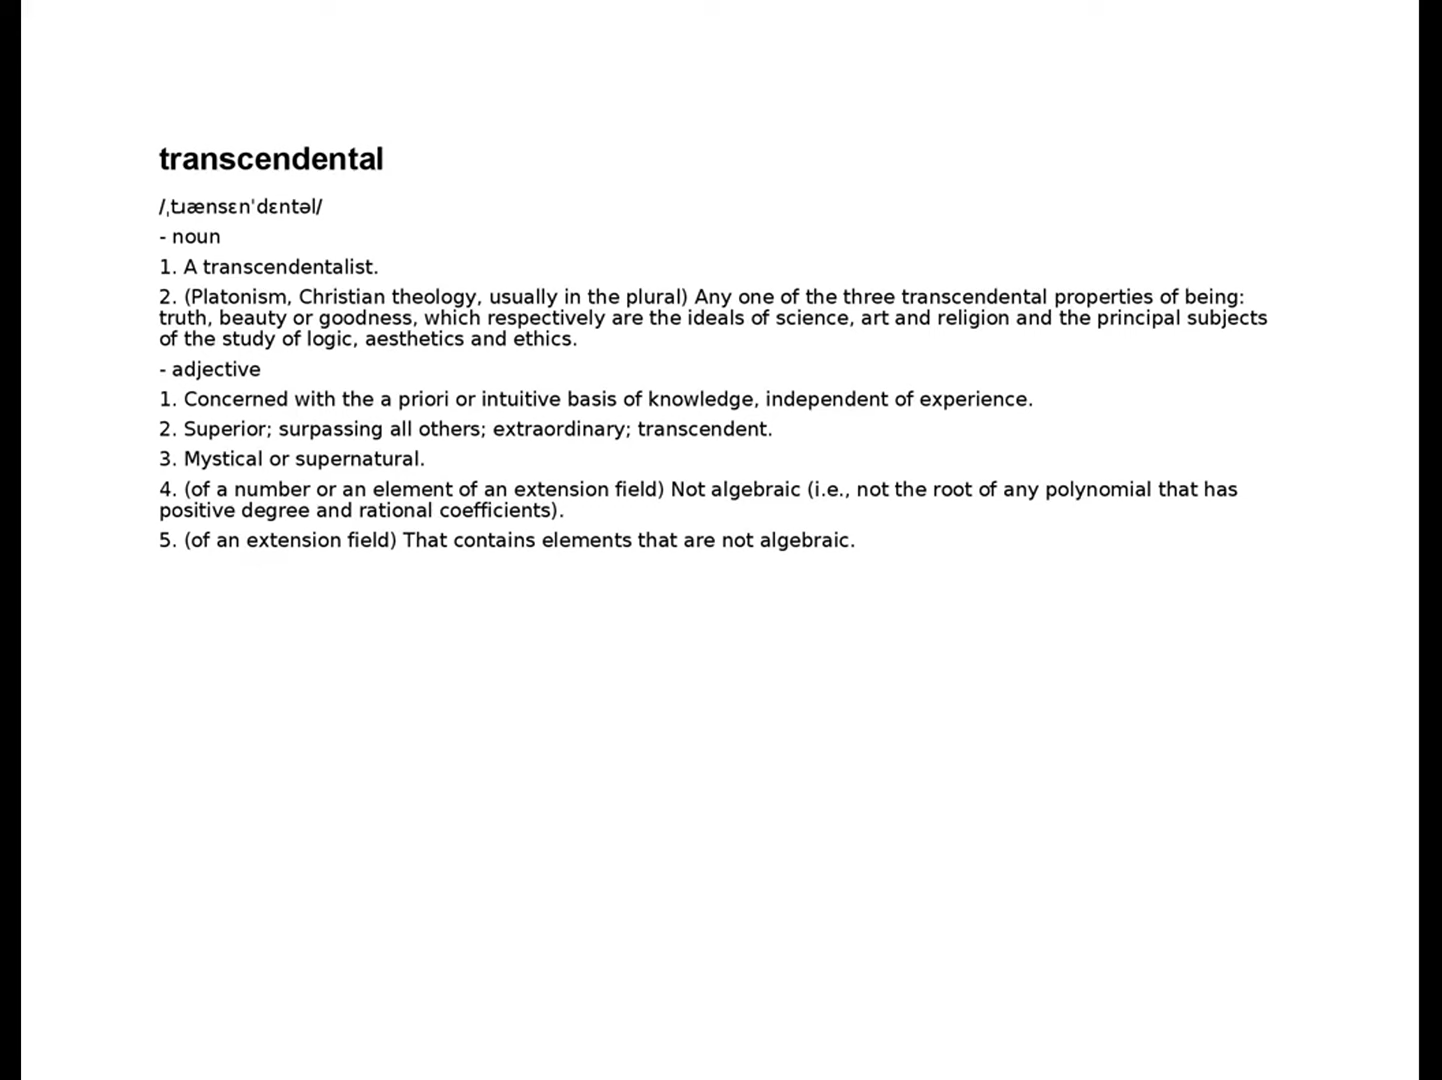 transcendental
/ˌtɹænsɛnˈdɛntəl/
- noun
1. A transcendentalist.
2. (Platonism, Christian theology, usually in the plural) Any one of the three transcendental properties of being:
truth, beauty or goodness, which respectively are the ideals of science, art and religion and the principal subjects
of the study of logic, aesthetics and ethics.
- adjective
1. Concerned with the a priori or intuitive basis of knowledge, independent of experience.
2. Superior; surpassing all others; extraordinary; transcendent.
3. Mystical or supernatural.
4. (of a number or an element of an extension field) Not algebraic (i.e., not the root of any polynomial that has
positive degree and rational coefficients).
5. (of an extension field) That contains elements that are not algebraic.